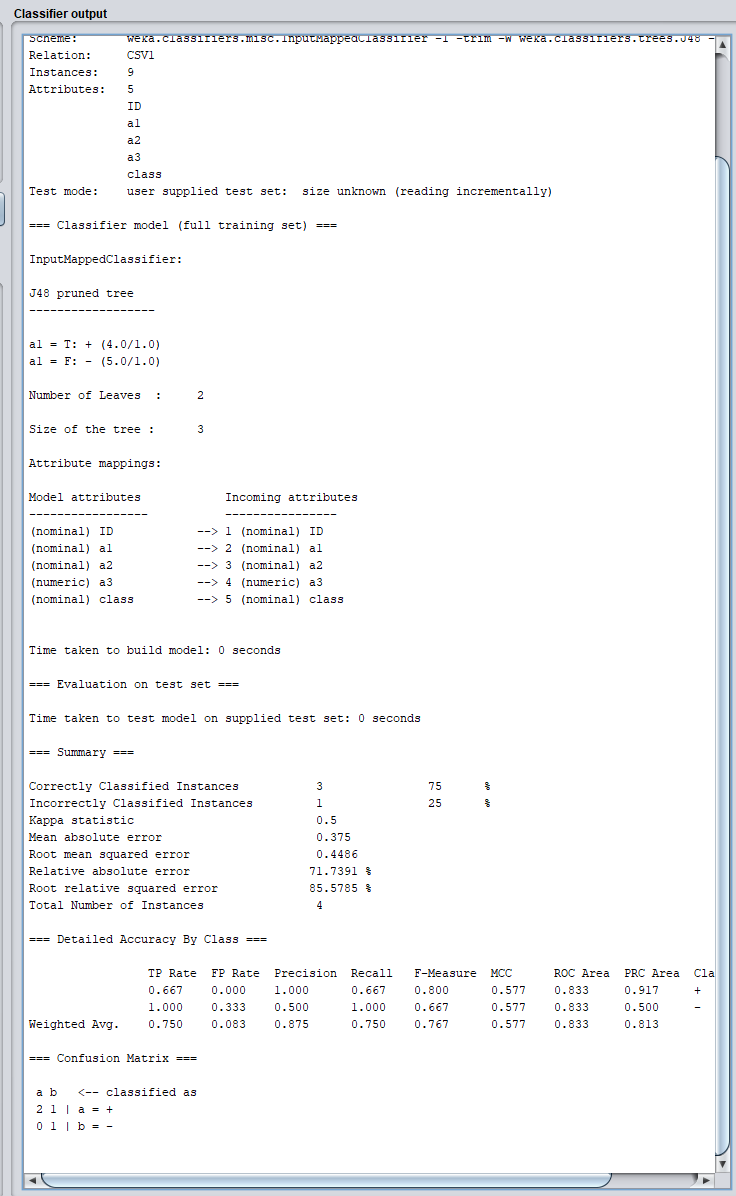 Classifier output
Scheme:       weka.classifiers.misc.InputMappedClassifier -I -trim -W weka.classifiers.trees.J48 -
Relation:     CSV1
Instances:    9
Attributes:   5
              ID
              a1
              a2
              a3
              class
Test mode:    user supplied test set:  size unknown (reading incrementally)
=== Classifier model (full training set) ===
InputMappedClassifier:
J48 pruned tree
------------------
a1 = T: + (4.0/1.0)
a1 = F: - (5.0/1.0)
Number of Leaves  :     2
Size of the tree :      3
Attribute mappings:
Model attributes            Incoming attributes
-----------------           ----------------
(nominal) ID            --> 1 (nominal) ID
(nominal) a1            --> 2 (nominal) a1
(nominal) a2            --> 3 (nominal) a2
(numeric) a3            --> 4 (numeric) a3
(nominal) class         --> 5 (nominal) class
Time taken to build model: 0 seconds
=== Evaluation on test set ===
Time taken to test model on supplied test set: 0 seconds
=== Summary ===
Correctly Classified Instances           3               75      %
Incorrectly Classified Instances         1               25      %
Kappa statistic                          0.5
Mean absolute error                      0.375
Root mean squared error                  0.4486
Relative absolute error                 71.7391 %
Root relative squared error             85.5785 %
Total Number of Instances                4
=== Detailed Accuracy By Class ===
                 TP Rate  FP Rate  Precision  Recall   F-Measure  MCC      ROC Area  PRC Area  Cla
                 0.667    0.000    1.000      0.667    0.800      0.577    0.833     0.917     +
                 1.000    0.333    0.500      1.000    0.667      0.577    0.833     0.500     -
Weighted Avg.    0.750    0.083    0.875      0.750    0.767      0.577    0.833     0.813
=== Confusion Matrix ===
 a b   <-- classified as
 2 1 | a = +
 0 1 | b = -